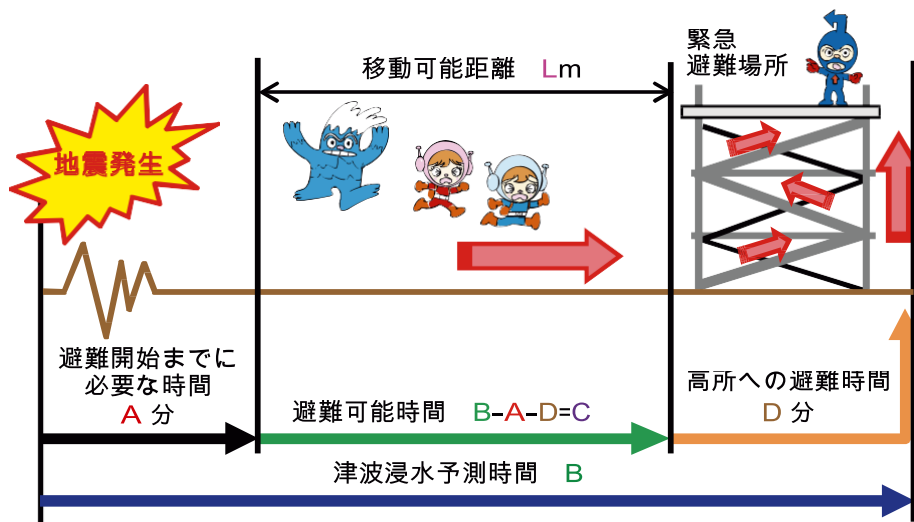 地震発生
移動可能距離 Lm
緊急
避難場所
避難開始までに
必要な時間
A 分
避難可能時間 B-A-D=C
高所への避難時間
D 分
津波浸水予測時間 B